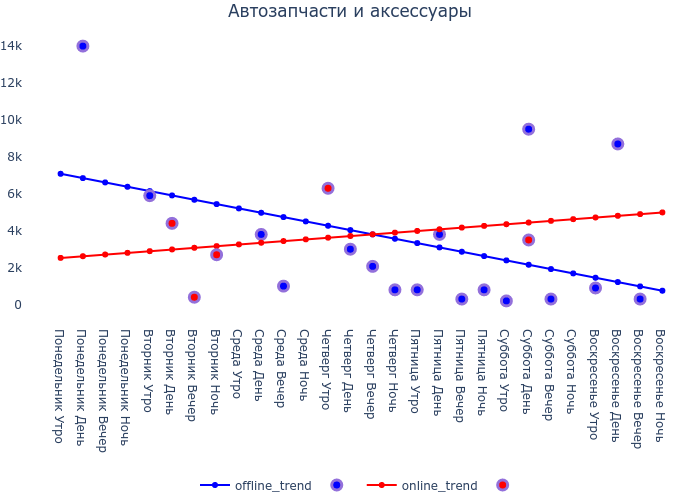 Автозапчасти и аксессуары
14k
12k
10k
8k
6k
4k
2k
0
Понедельник Утро
Понедельник День
Понедельник Вечер
Понедельник Ночь
Вторник Утро
Вторник День
Вторник Вечер
Вторник Ночь
Среда Утро
Среда День
Среда Вечер
Среда Ночь
Четверг Утро
Четверг День
Четверг Вечер
Четверг Ночь
Пятница Утро
Пятница День
Пятница Вечер
Пятница Ночь
Суббота Утро
Суббота День
Суббота Вечер
Суббота Ночь
Воскресенье Утро
Воскресенье День
Воскресенье Вечер
Воскресенье Ночь
offline_trend
online_trend